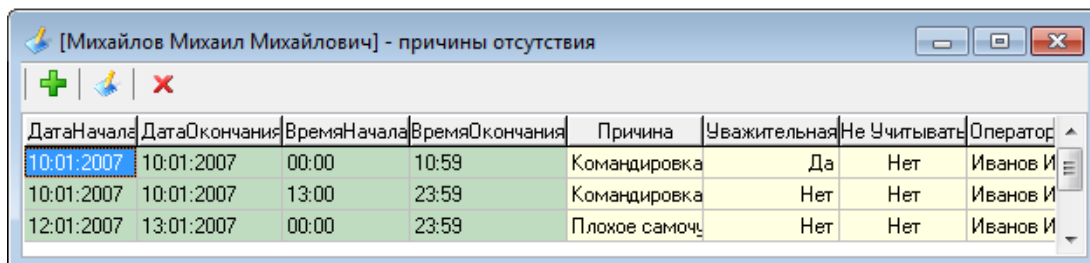 [Михайлов Михаил Михайлович] - причины отсутствия
ДатаНачала ДатаОкончания ВремяНачала ВремяОкончания Причина Уважительная Не Учитывать Оператор
10:01:2007 10:01:2007 00:00 10:59 Командировка Да Нет Иванов И
10:01:2007 10:01:2007 13:00 23:59 Командировка Нет Нет Иванов И
12:01:2007 13:01:2007 00:00 23:59 Плохое самочу Нет Нет Иванов И